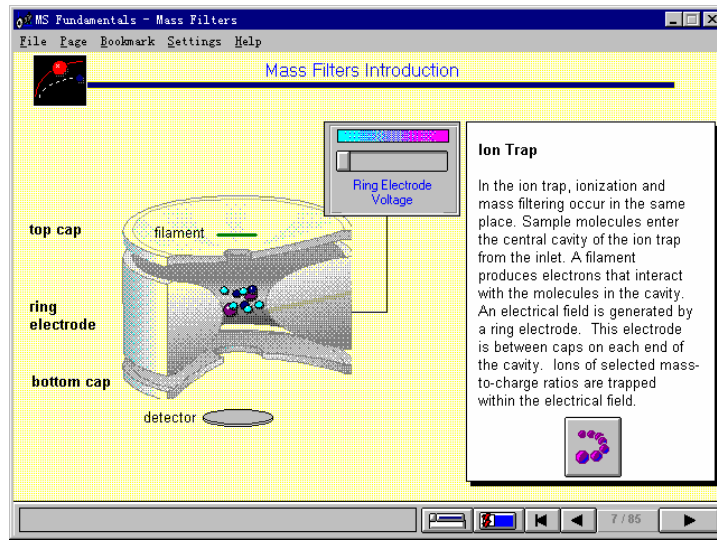 MS Fundamentals - Mass Filters
File Page Bookmark Settings Help
Mass Filters Introduction
Ring Electrode
Voltage
top cap
filament
ring
electrode
bottom cap
detector
Ion Trap
In the ion trap, ionization and
mass filtering occur in the same
place. Sample molecules enter
the central cavity of the ion trap
from the inlet. A filament
produces electrons that interact
with the molecules in the cavity.
An electrical field is generated by
a ring electrode. This electrode
is between caps on each end of
the cavity. Ions of selected mass-
to-charge ratios are trapped
within the electrical field.
7 / 85